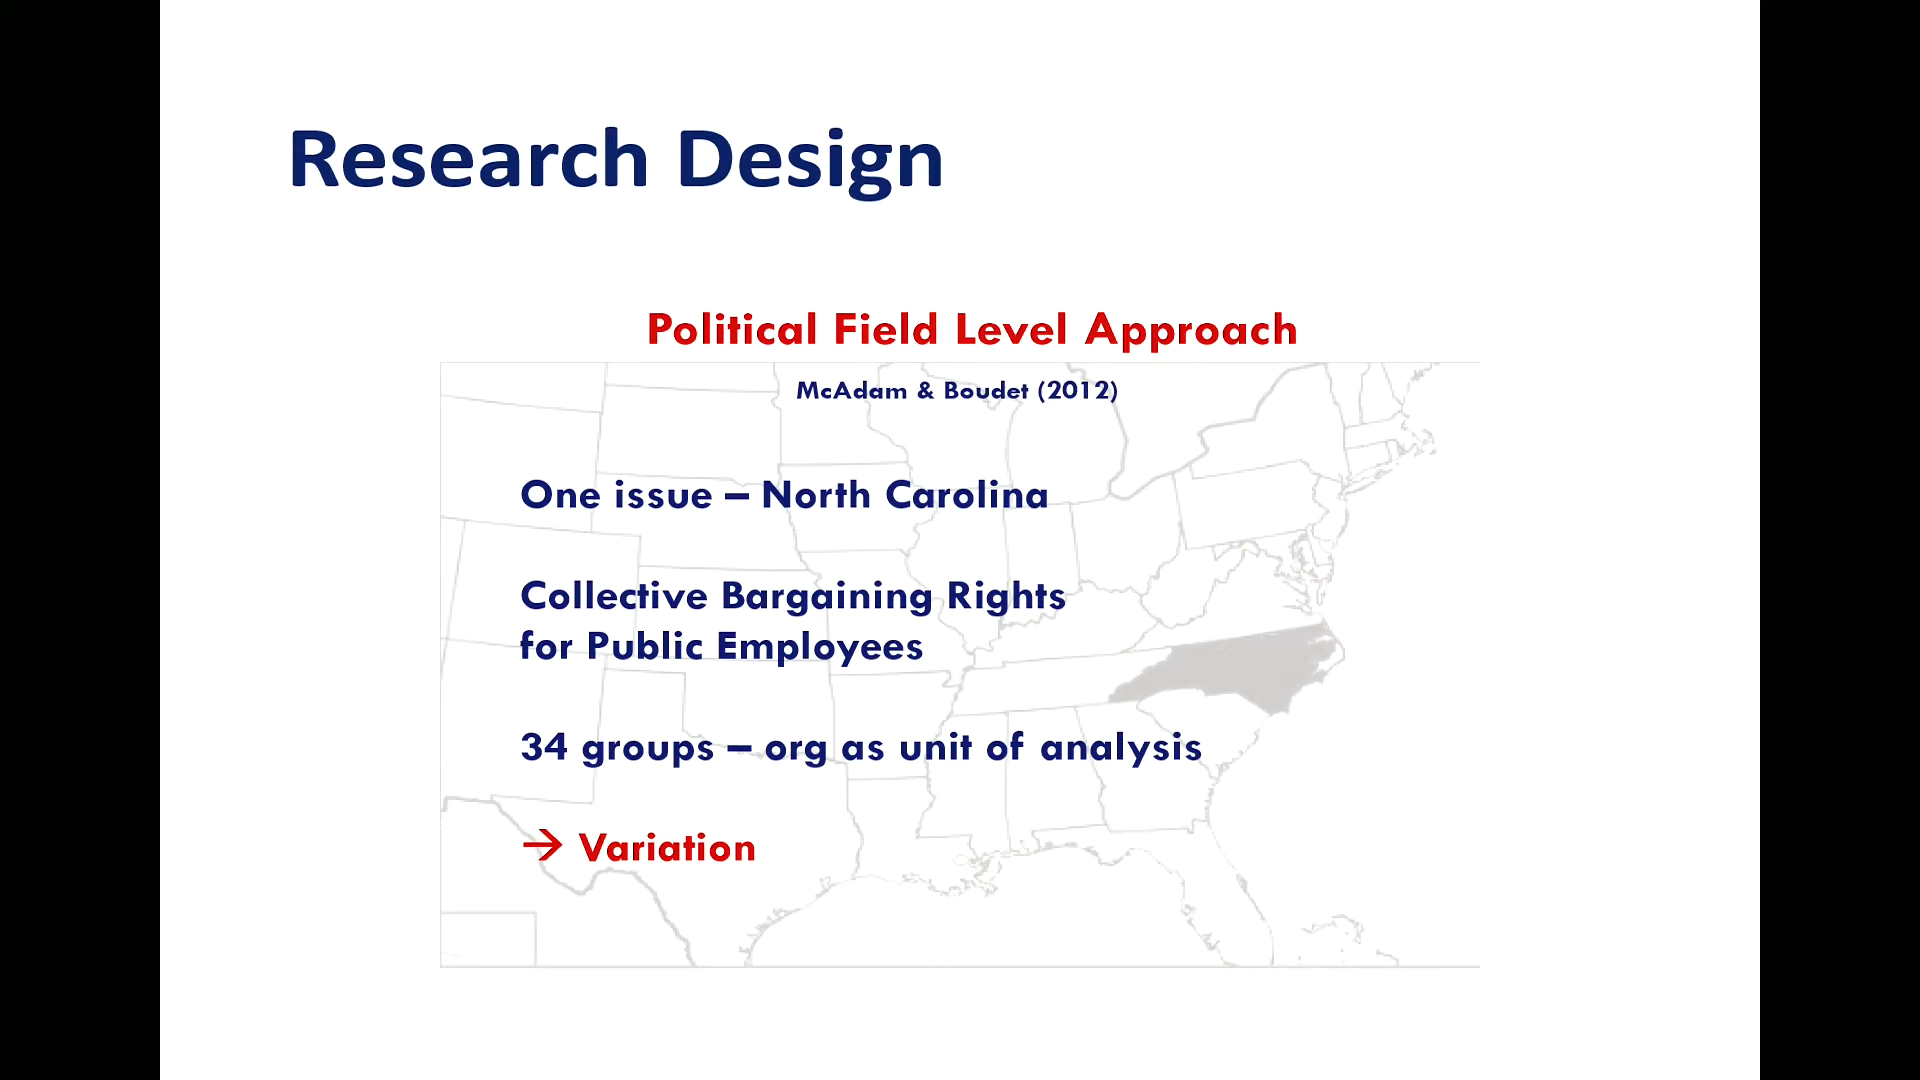 Research Design
Political Field Level Approach
McAdam & Boudet (2012)
One issue – North Carolina
Collective Bargaining Rights
for Public Employees
34 groups – org as unit of analysis
→ Variation